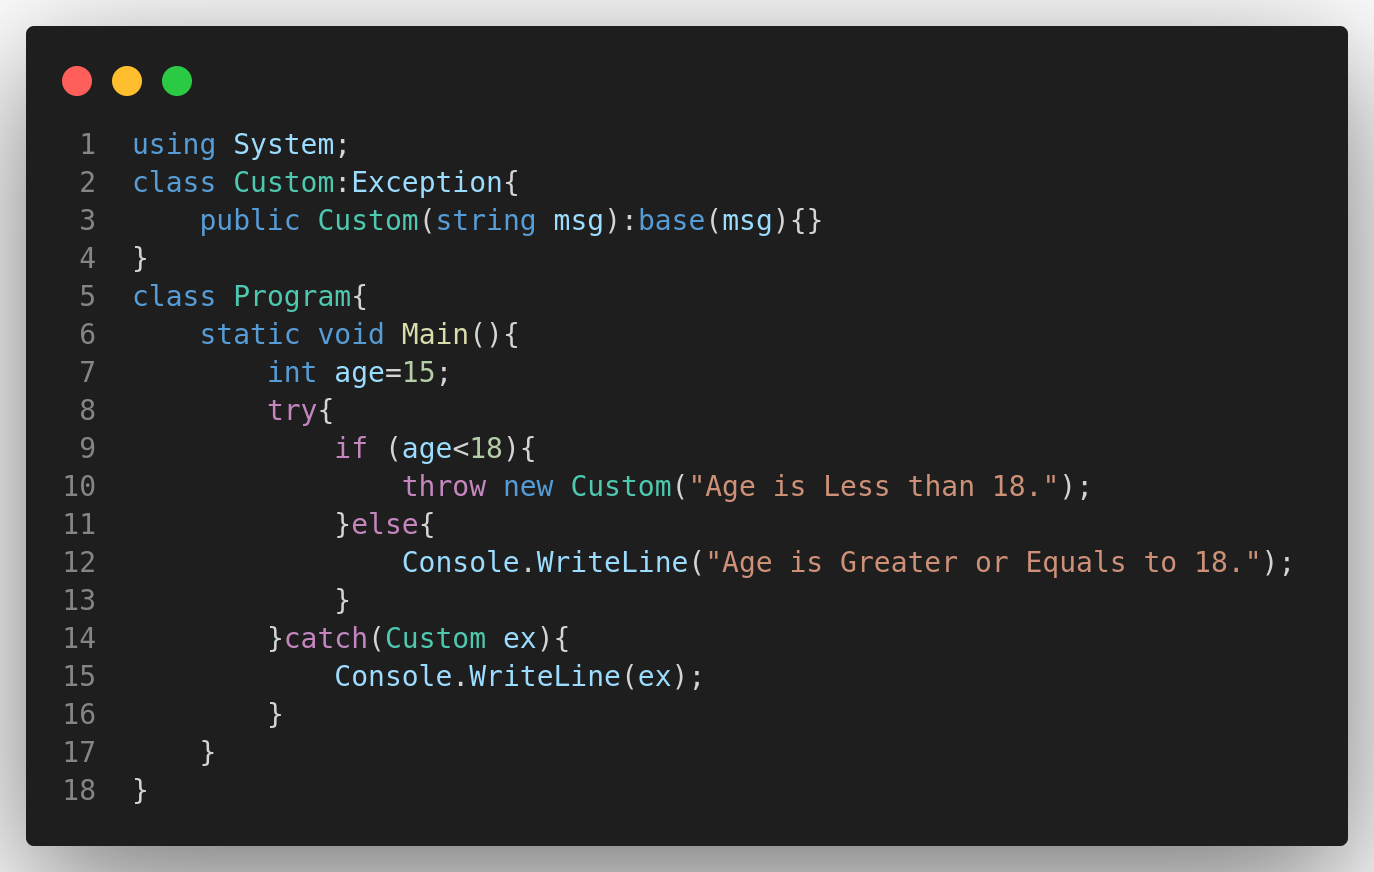 1 using System;
2 class Custom:Exception{
3     public Custom(string msg):base(msg){}
4 }
5 class Program{
6     static void Main(){
7         int age=15;
8         try{
9             if (age<18){
10                 throw new Custom("Age is Less than 18.");
11             }else{
12                 Console.WriteLine("Age is Greater or Equals to 18.");
13             }
14         }catch(Custom ex){
15             Console.WriteLine(ex);
16         }
17     }
18 }